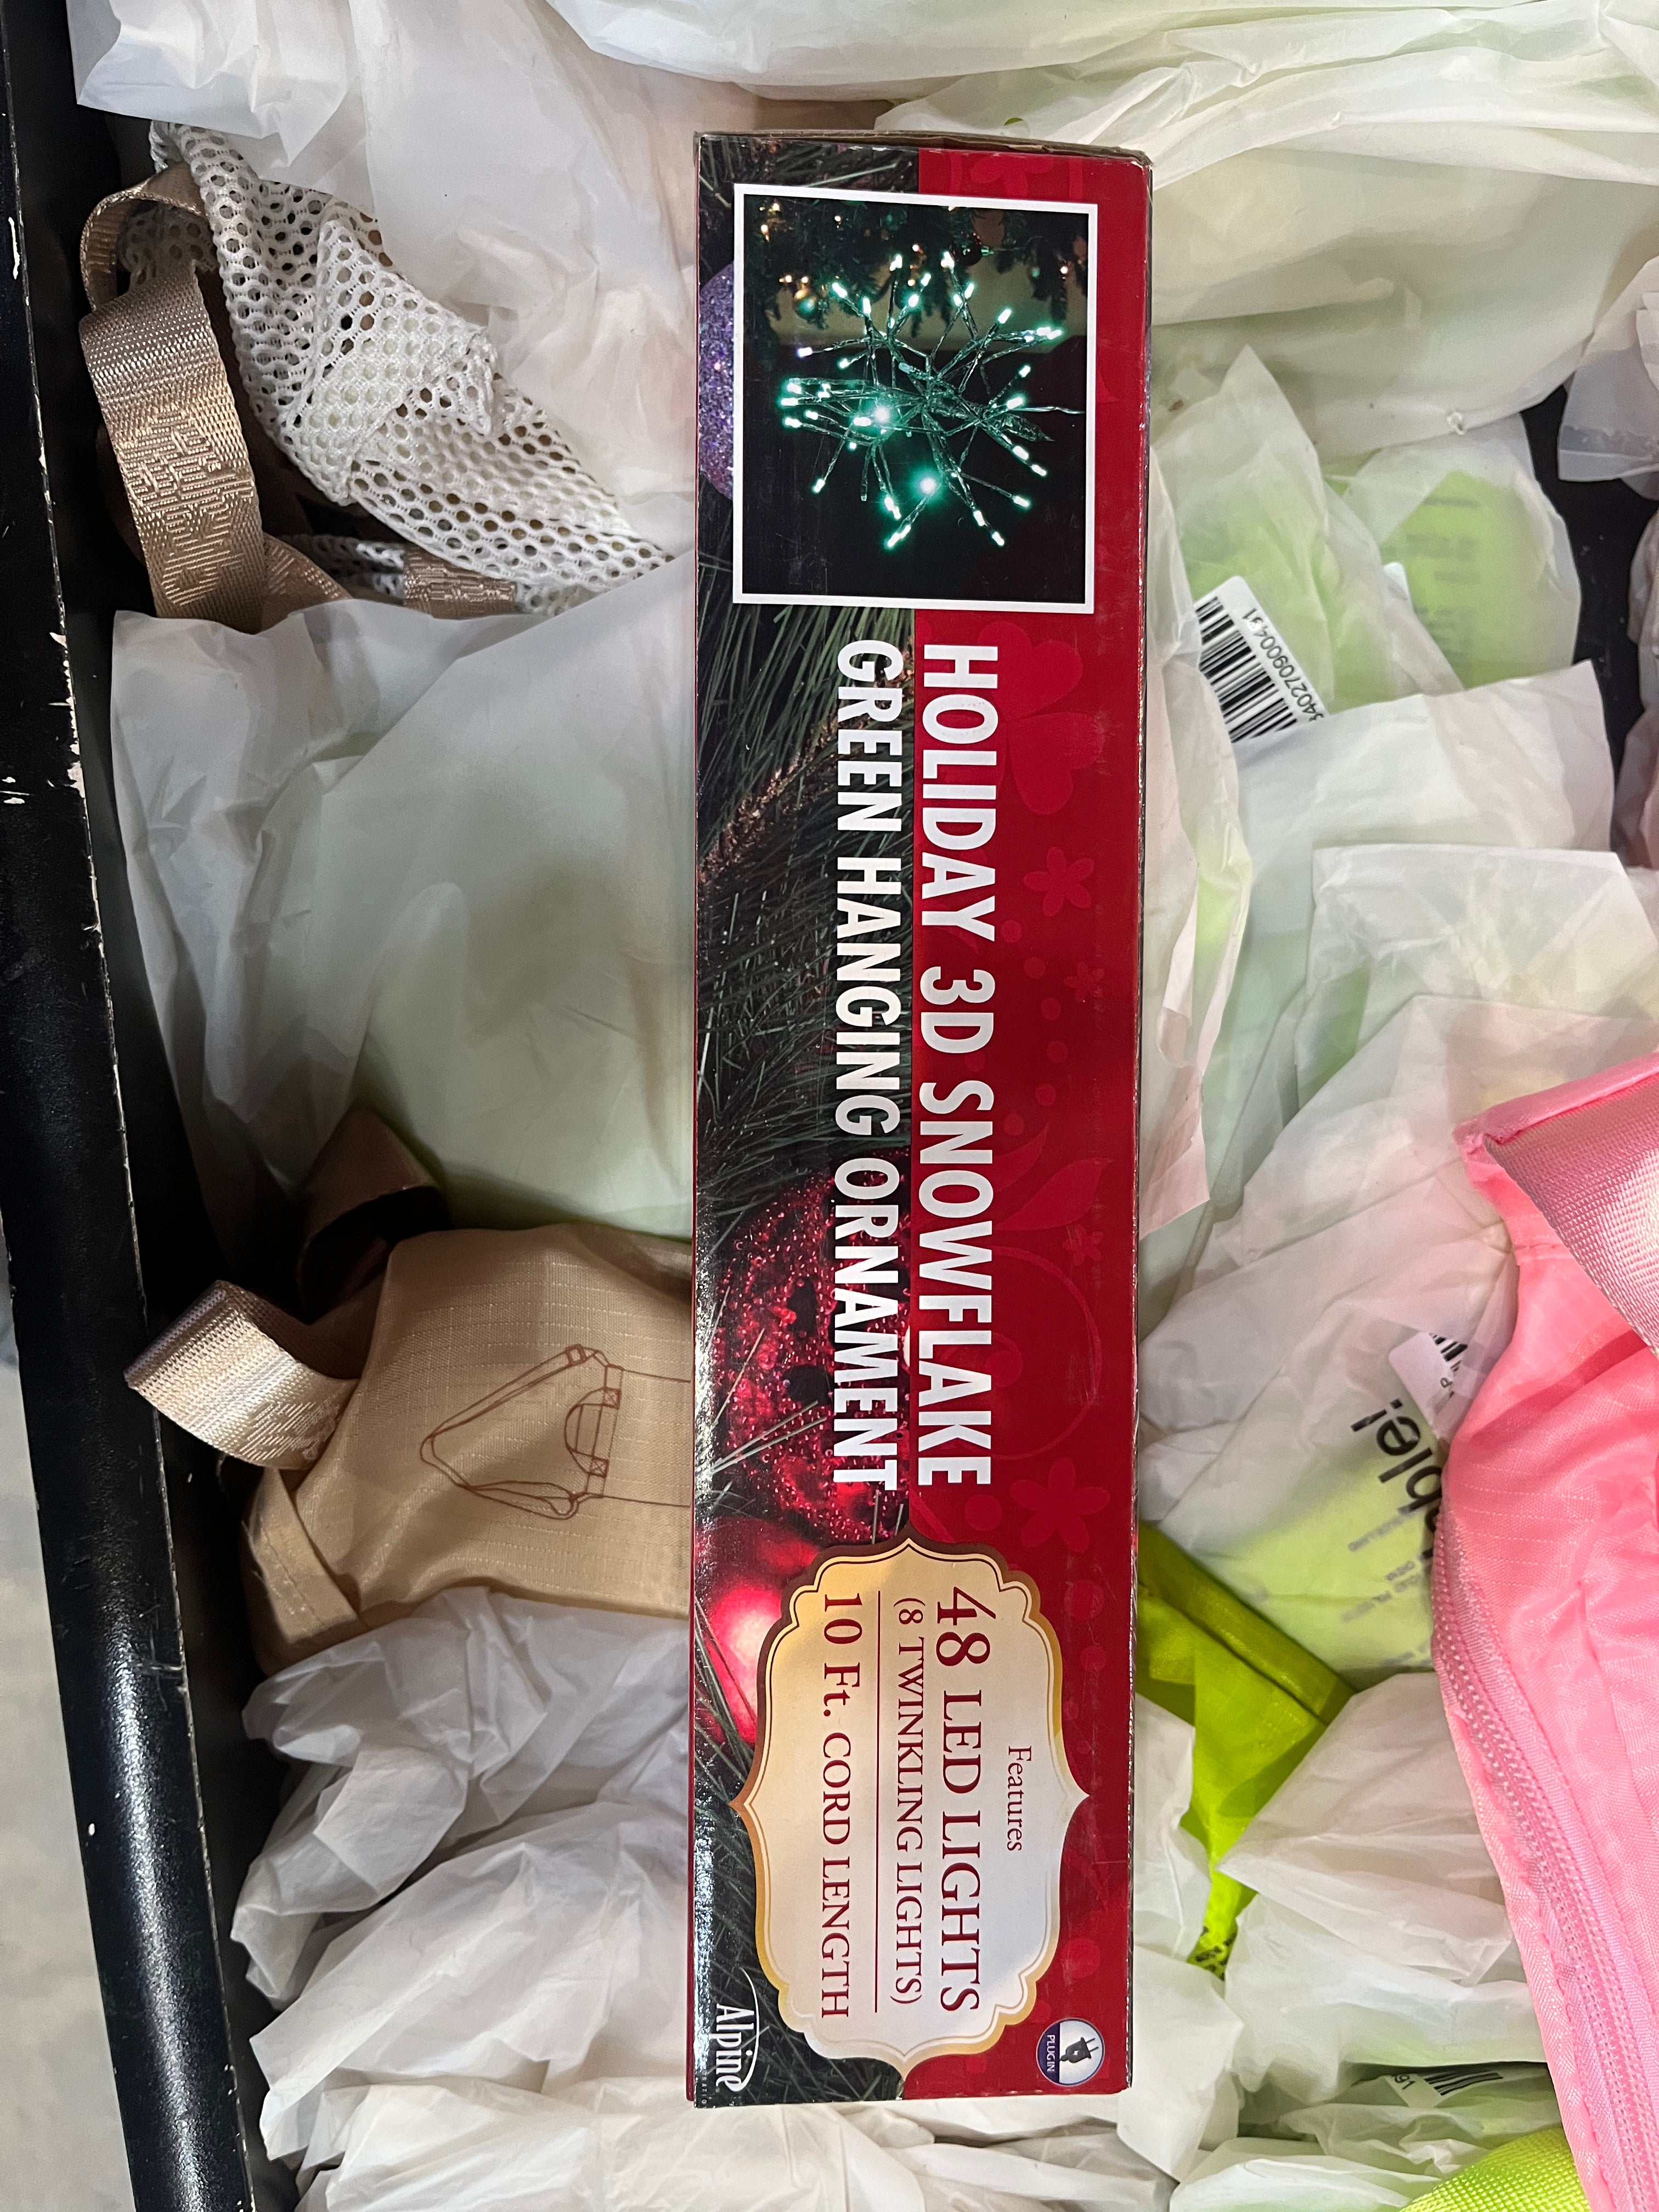 HOLIDAY 3D SNOWFLAKE
GREEN HANGING ORNAMENT
Features
48 LED LIGHTS
(8 TWINKLING LIGHTS)
10 Ft. CORD LENGTH
PLUG IN
Alpine
ble!